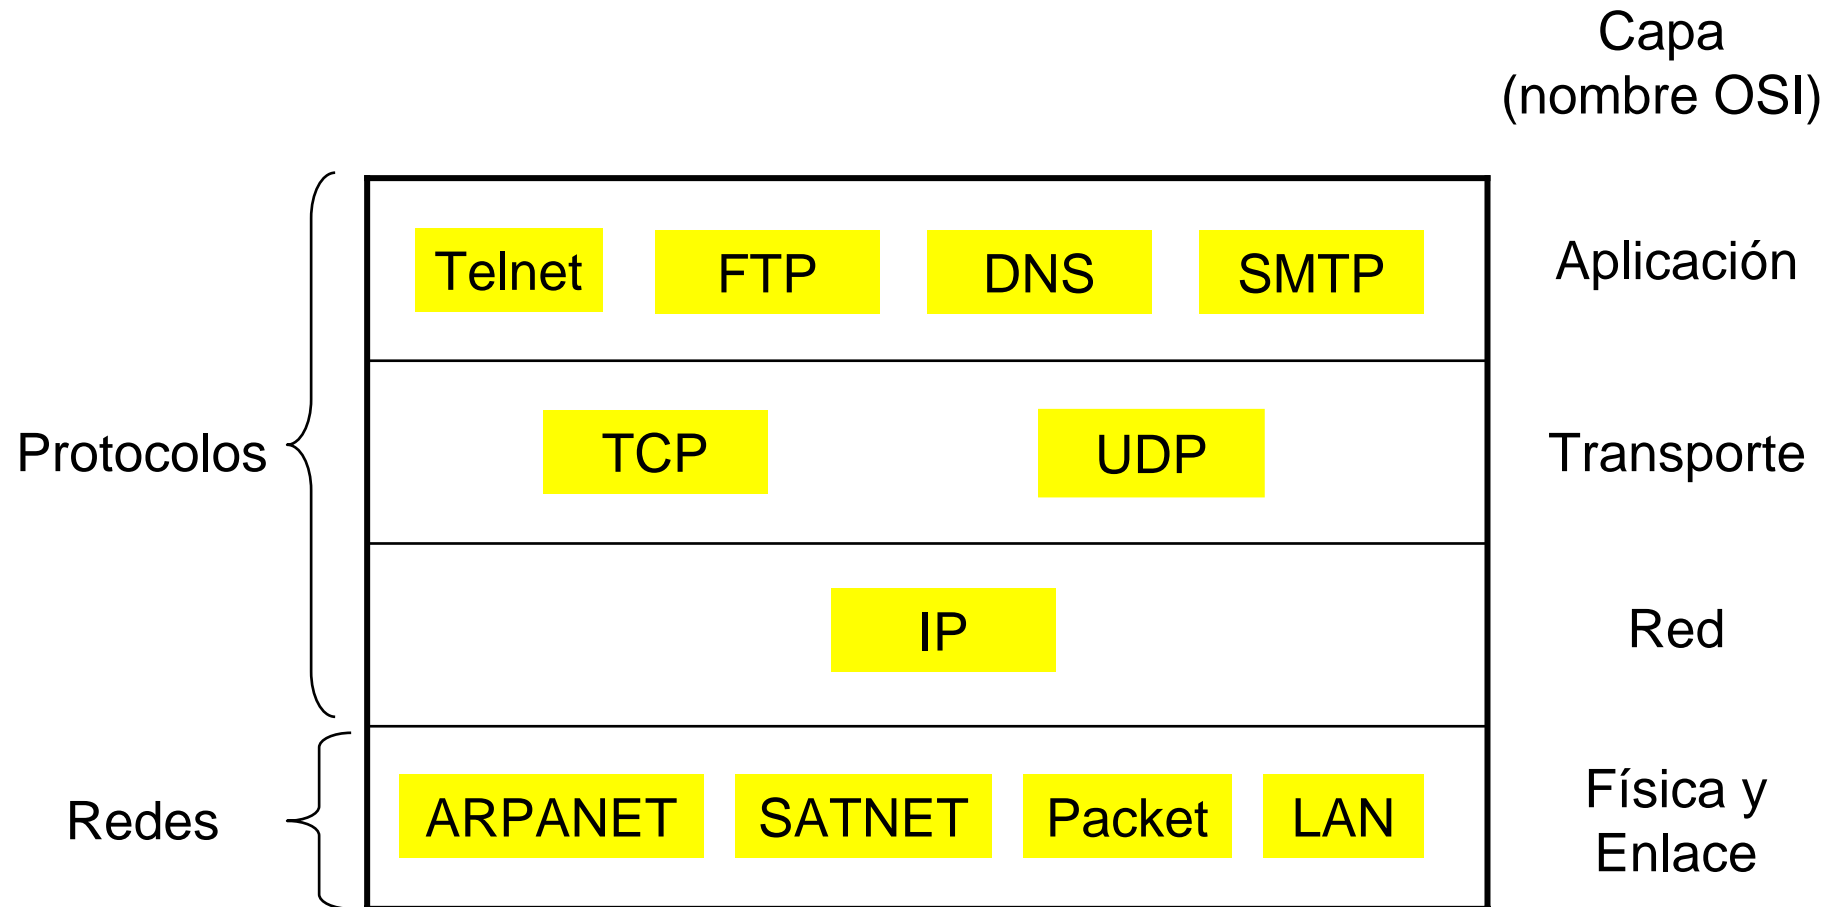 Capa
(nombre OSI)
Telnet
FTP
DNS
SMTP
Aplicación
Protocolos
TCP
UDP
Transporte
IP
Red
Redes
ARPANET
SATNET
Packet
LAN
Física y
Enlace